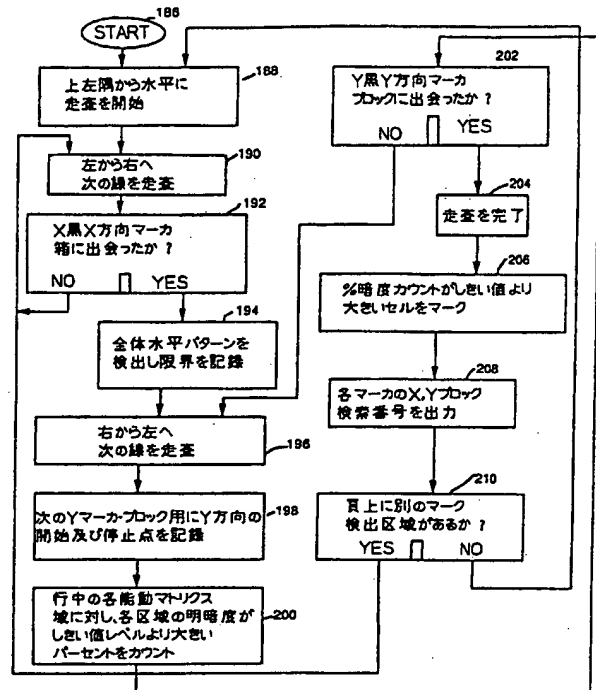 186
START
188
上左隅から水平に
走査を開始
190
左から右へ
次の線を走査
192
X黒X方向マーカ
箱に出会ったか?
NO YES
194
全体水平パターンを
検出し限界を記録
右から左へ
次の線を走査
196
次のYマーカ・ブロック用にY方向の
開始及び停止点を記録
198
行中の各能動マトリクス
域に対し、各区域の明暗度が
しきい値レベルより大きい
パーセントをカウント
200
202
Y黒Y方向マーカ
ブロックに出会ったか?
NO YES
204
走査を完了
206
%暗度カウントがしきい値より
大きいセルをマーク
208
各マーカのX,Yブロック
検索番号を出力
210
頁上に別のマーク
検出区域があるか?
YES NO